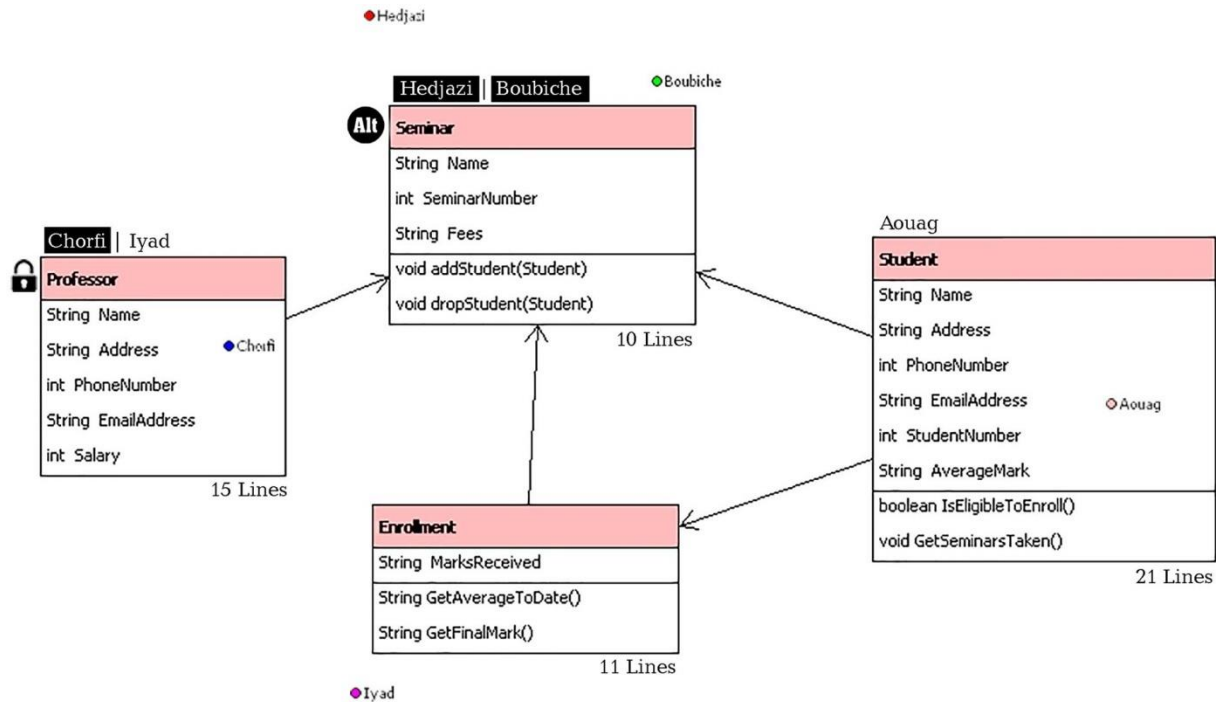 Hedjazi
Hedjazi | Boubiche
Boubiche
Alt
Seminar
String Name
int SeminarNumber
String Fees
void addStudent(Student)
void dropStudent(Student)
10 Lines
Chorfi | Iyad
Professor
String Name
String Address
Chorfi
int PhoneNumber
String EmailAddress
int Salary
15 Lines
Aouag
Student
String Name
String Address
int PhoneNumber
String EmailAddress
Aouag
int StudentNumber
String AverageMark
boolean IsEligibleToEnroll()
void GetSeminarsTaken()
21 Lines
Enrollment
String MarksReceived
String GetAverageToDate()
String GetFinalMark()
11 Lines
Iyad